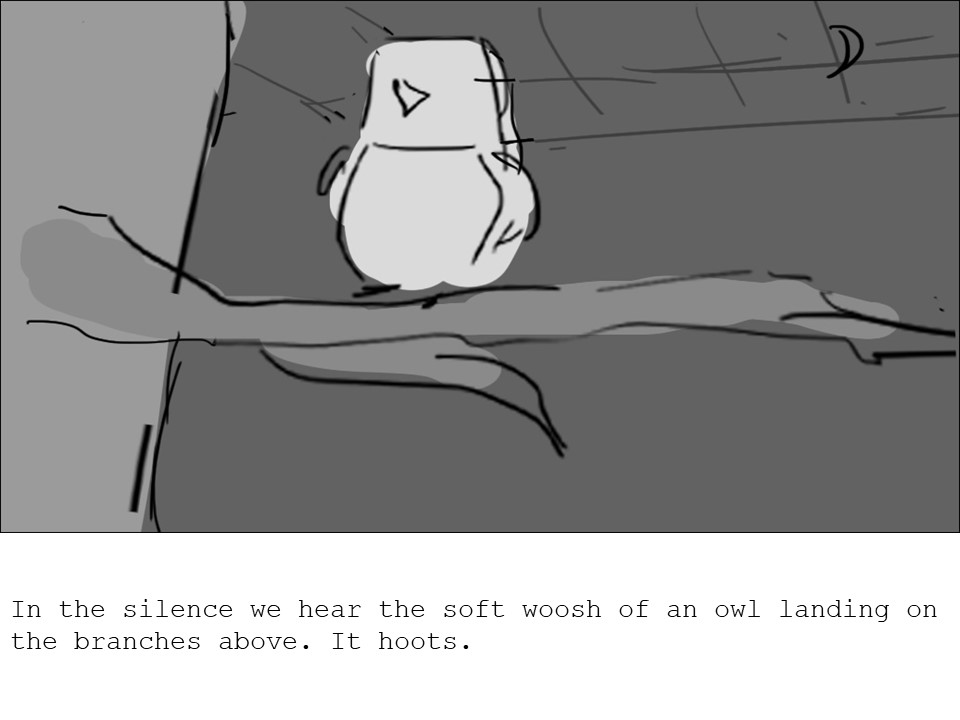 In the silence we hear the soft woosh of an owl landing on
the branches above. It hoots.